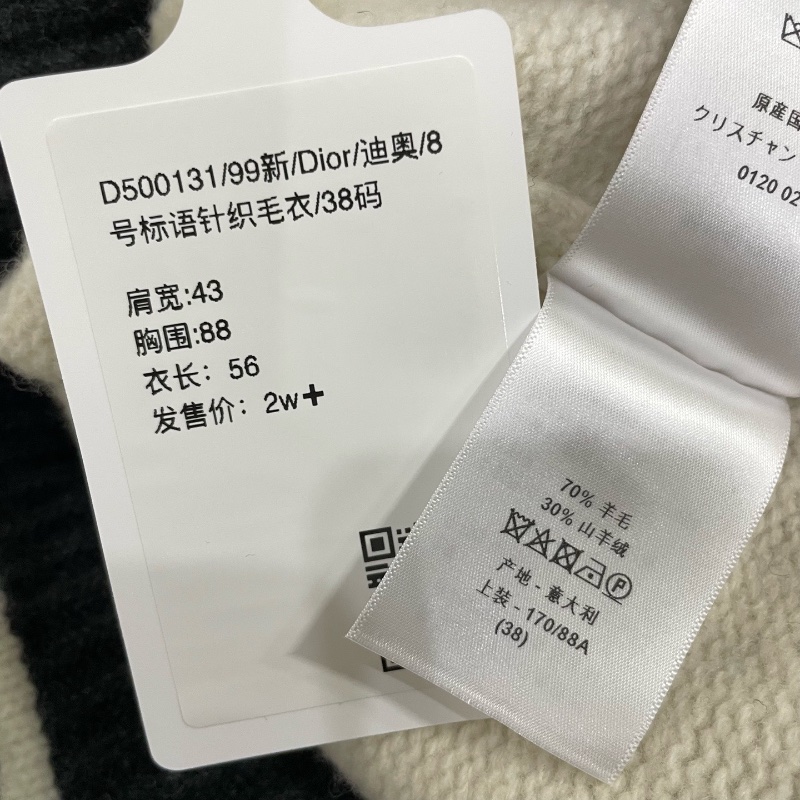 D500131/99新/Dior/迪奥/8
号标语针织毛衣/38码
肩宽:43
胸围:88
衣长：56
发售价：2w+
原産国
クリスチャン
0120 02
70% 羊毛
30% 山羊绒
P
产地 - 意大利
上装 - 170/88A
(38)